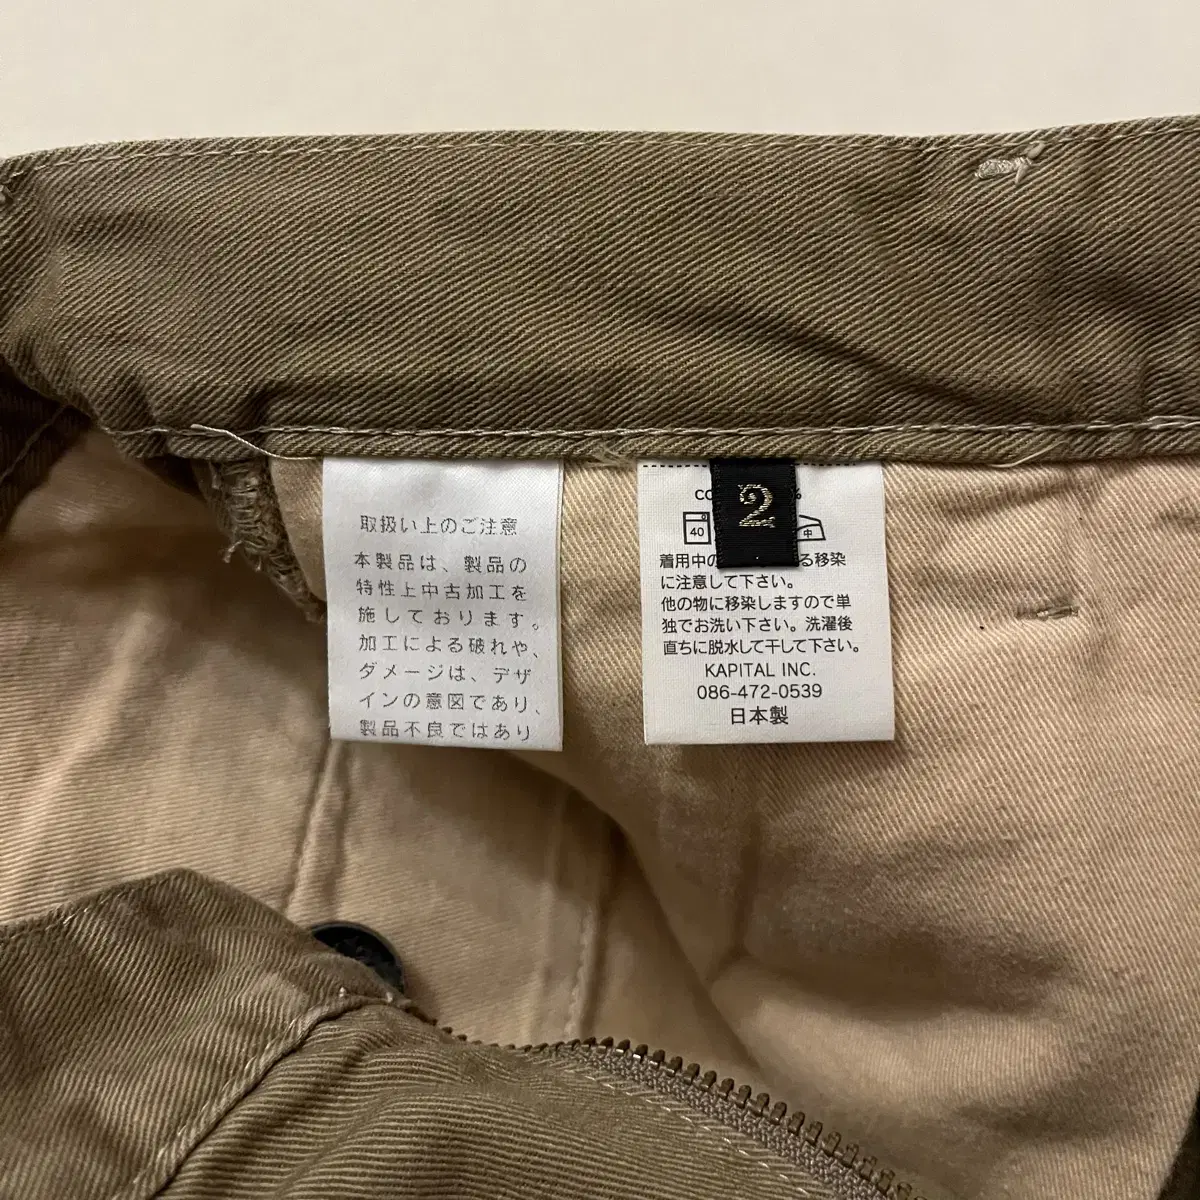 取扱い上のご注意
本製品は、製品の
特性上中古加工を
施しております。
加工による破れや、
ダメージは、デザ
インの意図であり、
製品不良ではあり
2
CO
%
40
中
着用中の
る移染
に注意して下さい。
他の物に移染しますので単
独でお洗い下さい。洗濯後
直ちに脱水して干して下さい。
KAPITAL INC.
086-472-0539
日本製